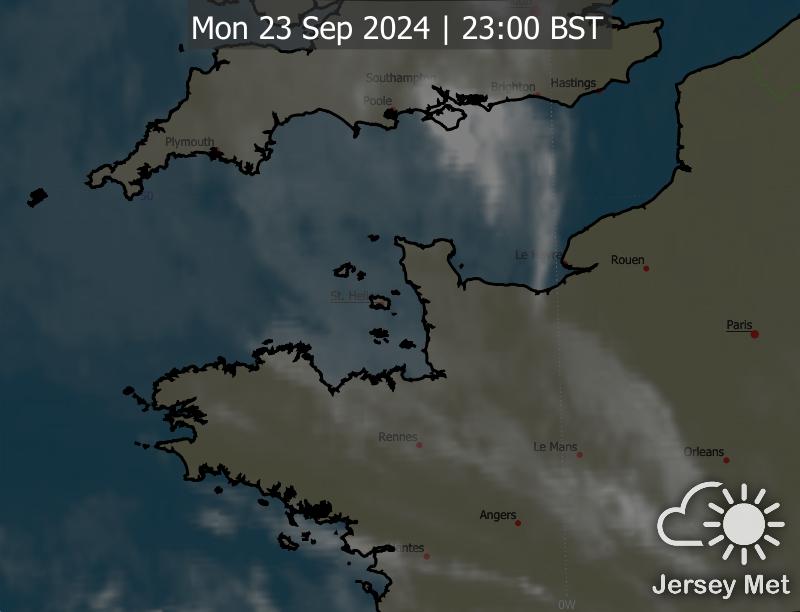 Mon 23 Sep 2024 | 23:00 BST
Southampton
Brighton
Hastings
Poole
Plymouth
50
Le Havre
Rouen
St. Helier
Paris
Rennes
Le Mans
Orleans
Angers
Nantes
0W
Jersey Met